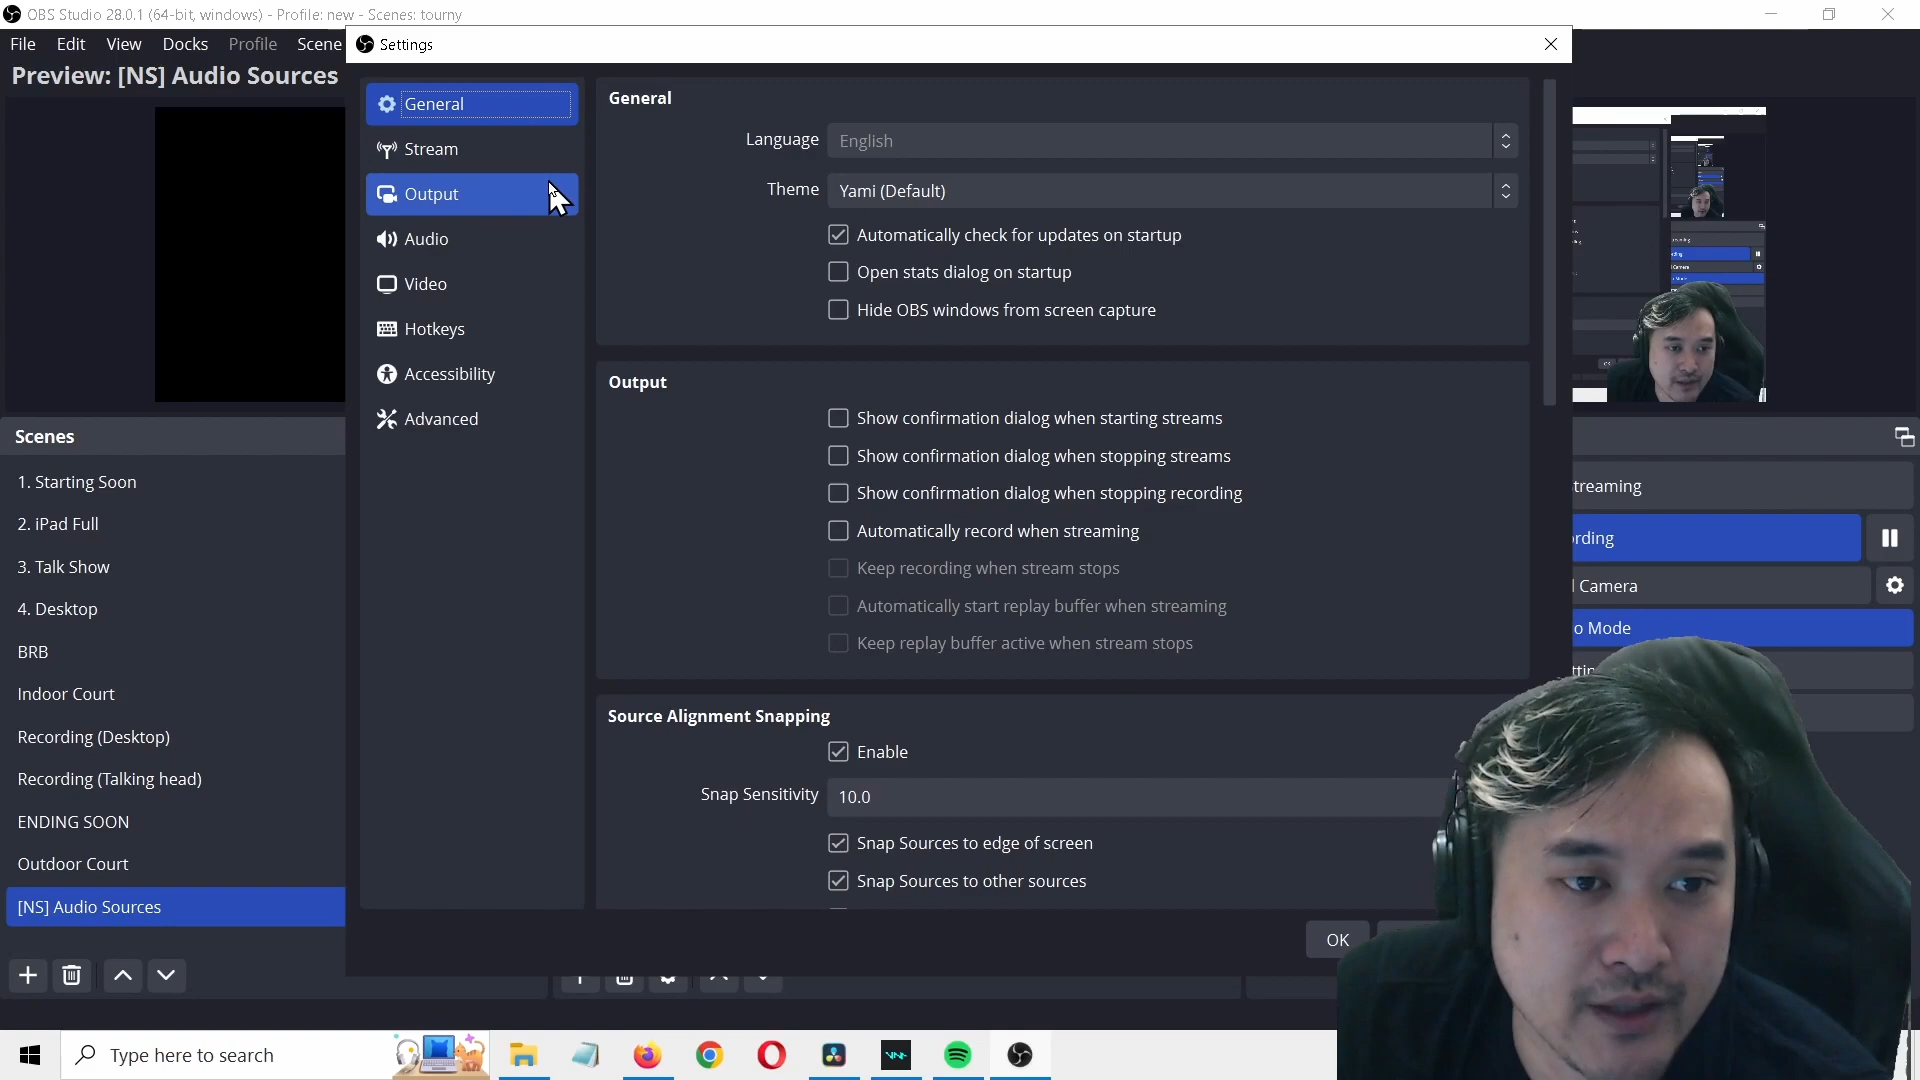 OBS Studio 28.0.1 (64-bit, windows) - Profile: new - Scenes: tourny
File Edit View Docks Profile Scene
Preview: [NS] Audio Sources
Settings
General
Stream
Output
Audio
Video
Hotkeys
Accessibility
Advanced
General
Language English
Theme Yami (Default)
Automatically check for updates on startup
Open stats dialog on startup
Hide OBS windows from screen capture
Output
Show confirmation dialog when starting streams
Show confirmation dialog when stopping streams
Show confirmation dialog when stopping recording
Automatically record when streaming
Keep recording when stream stops
Automatically start replay buffer when streaming
Keep replay buffer active when stream stops
Source Alignment Snapping
Enable
Snap Sensitivity 10.0
Snap Sources to edge of screen
Snap Sources to other sources
OK
Scenes
1. Starting Soon
2. iPad Full
3. Talk Show
4. Desktop
BRB
Indoor Court
Recording (Desktop)
Recording (Talking head)
ENDING SOON
Outdoor Court
[NS] Audio Sources
treaming
rding
l Camera
o Mode
ttin
Type here to search